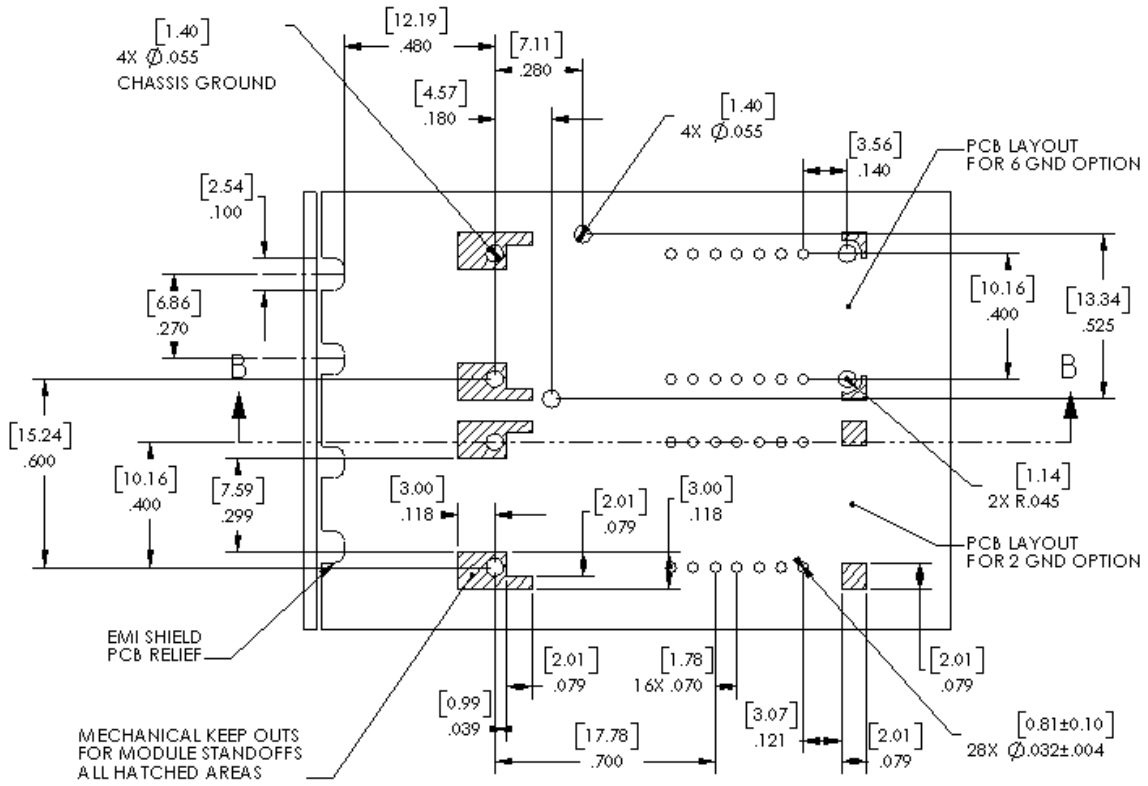 [12.19]
.480
[1.40]
4X Ø.055
CHASSIS GROUND
[7.11]
.280
[4.57]
.180
[1.40]
4X Ø.055
[3.56]
.140
PCB LAYOUT
FOR 6 GND OPTION
[2.54]
.100
[6.86]
.270
[10.16]
.400
[13.34]
.525
B
B
[15.24]
.600
[10.16]
.400
[7.59]
.299
[3.00]
.118
[2.01]
.079
[3.00]
.118
[1.14]
2X R.045
PCB LAYOUT
FOR 2 GND OPTION
EMI SHIELD
PCB RELIEF
[2.01]
.079
[1.78]
16X .070
[2.01]
.079
[0.99]
.039
[3.07]
.121
[2.01]
.079
[0.81±0.10]
28X Ø.032±.004
MECHANICAL KEEP OUTS
FOR MODULE STANDOFFS
ALL HATCHED AREAS
[17.78]
.700